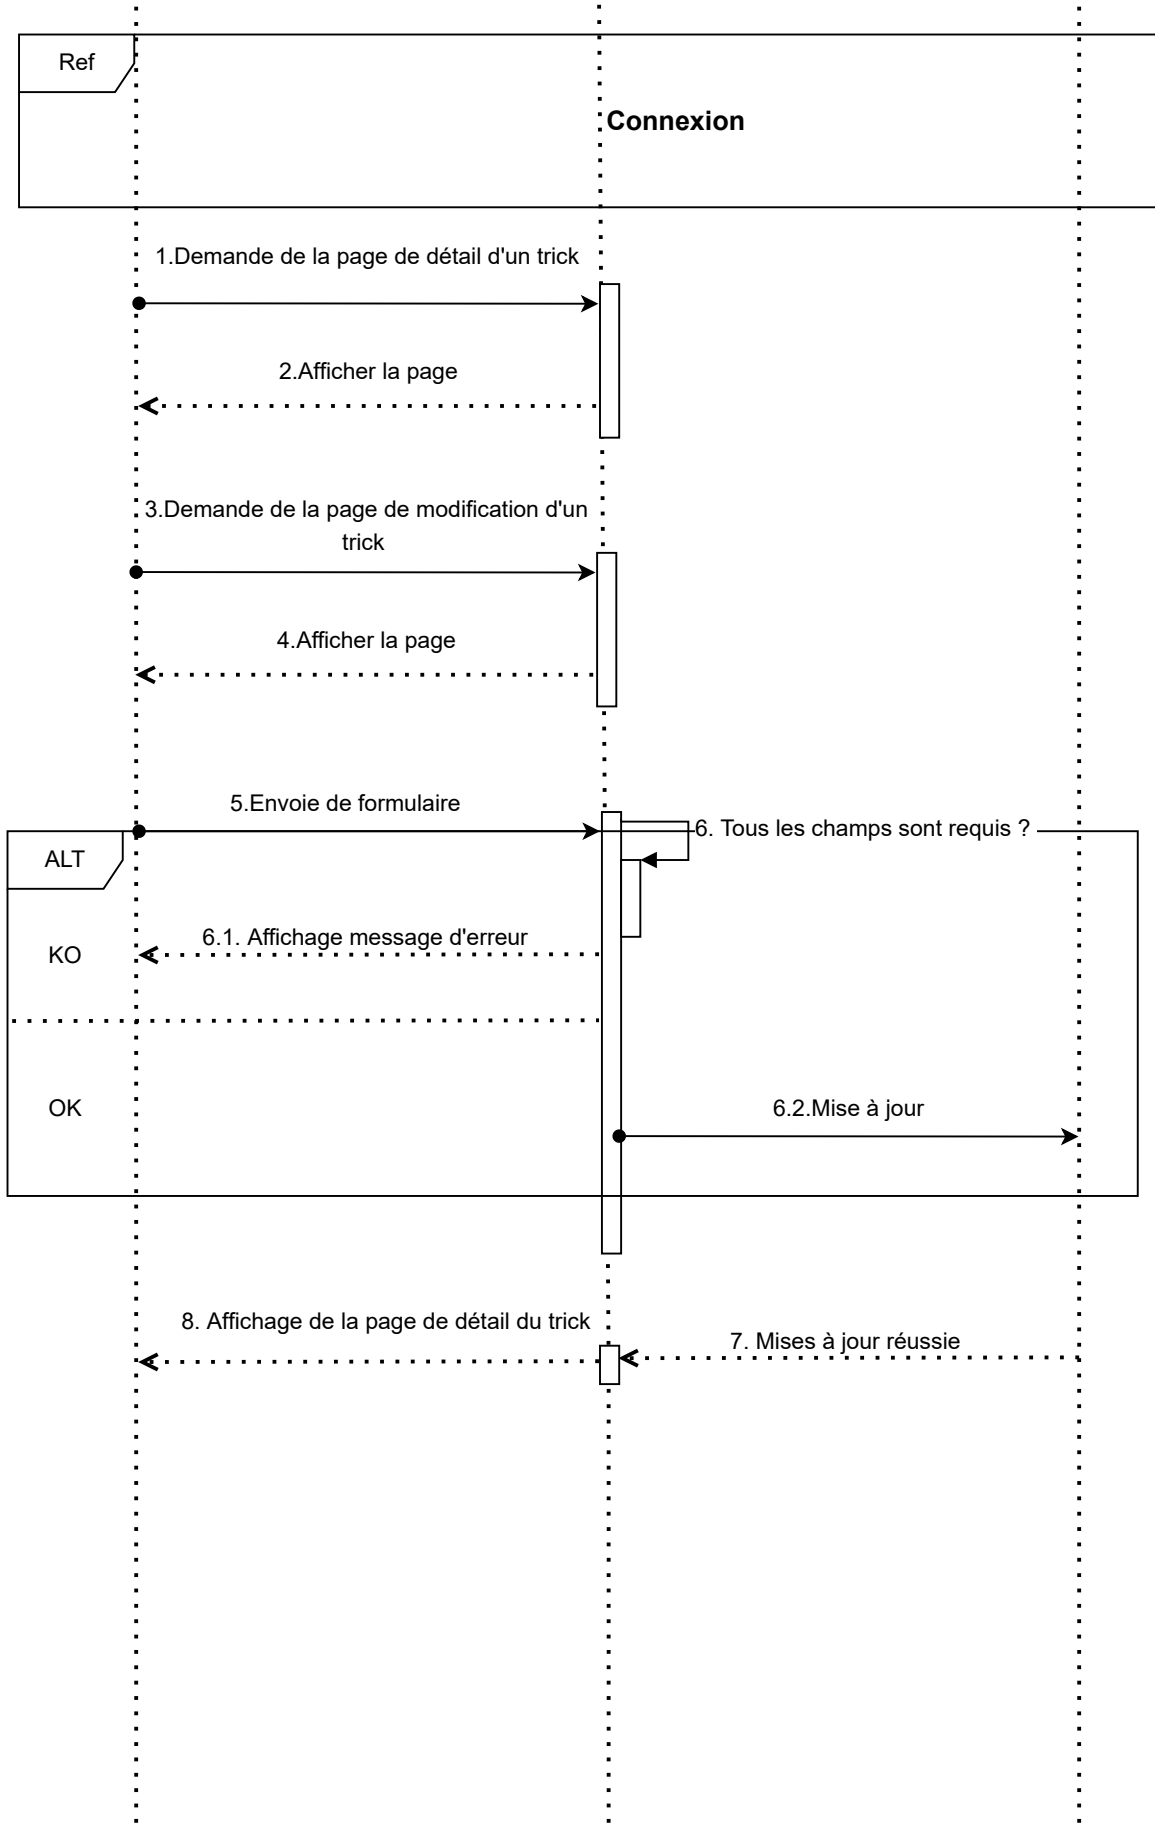 Ref
Connexion
1.Demande de la page de détail d'un trick
2.Afficher la page
3.Demande de la page de modification d'un
trick
4.Afficher la page
5.Envoie de formulaire
6. Tous les champs sont requis ?
ALT
6.1. Affichage message d'erreur
KO
OK
6.2.Mise à jour
8. Affichage de la page de détail du trick
7. Mises à jour réussie